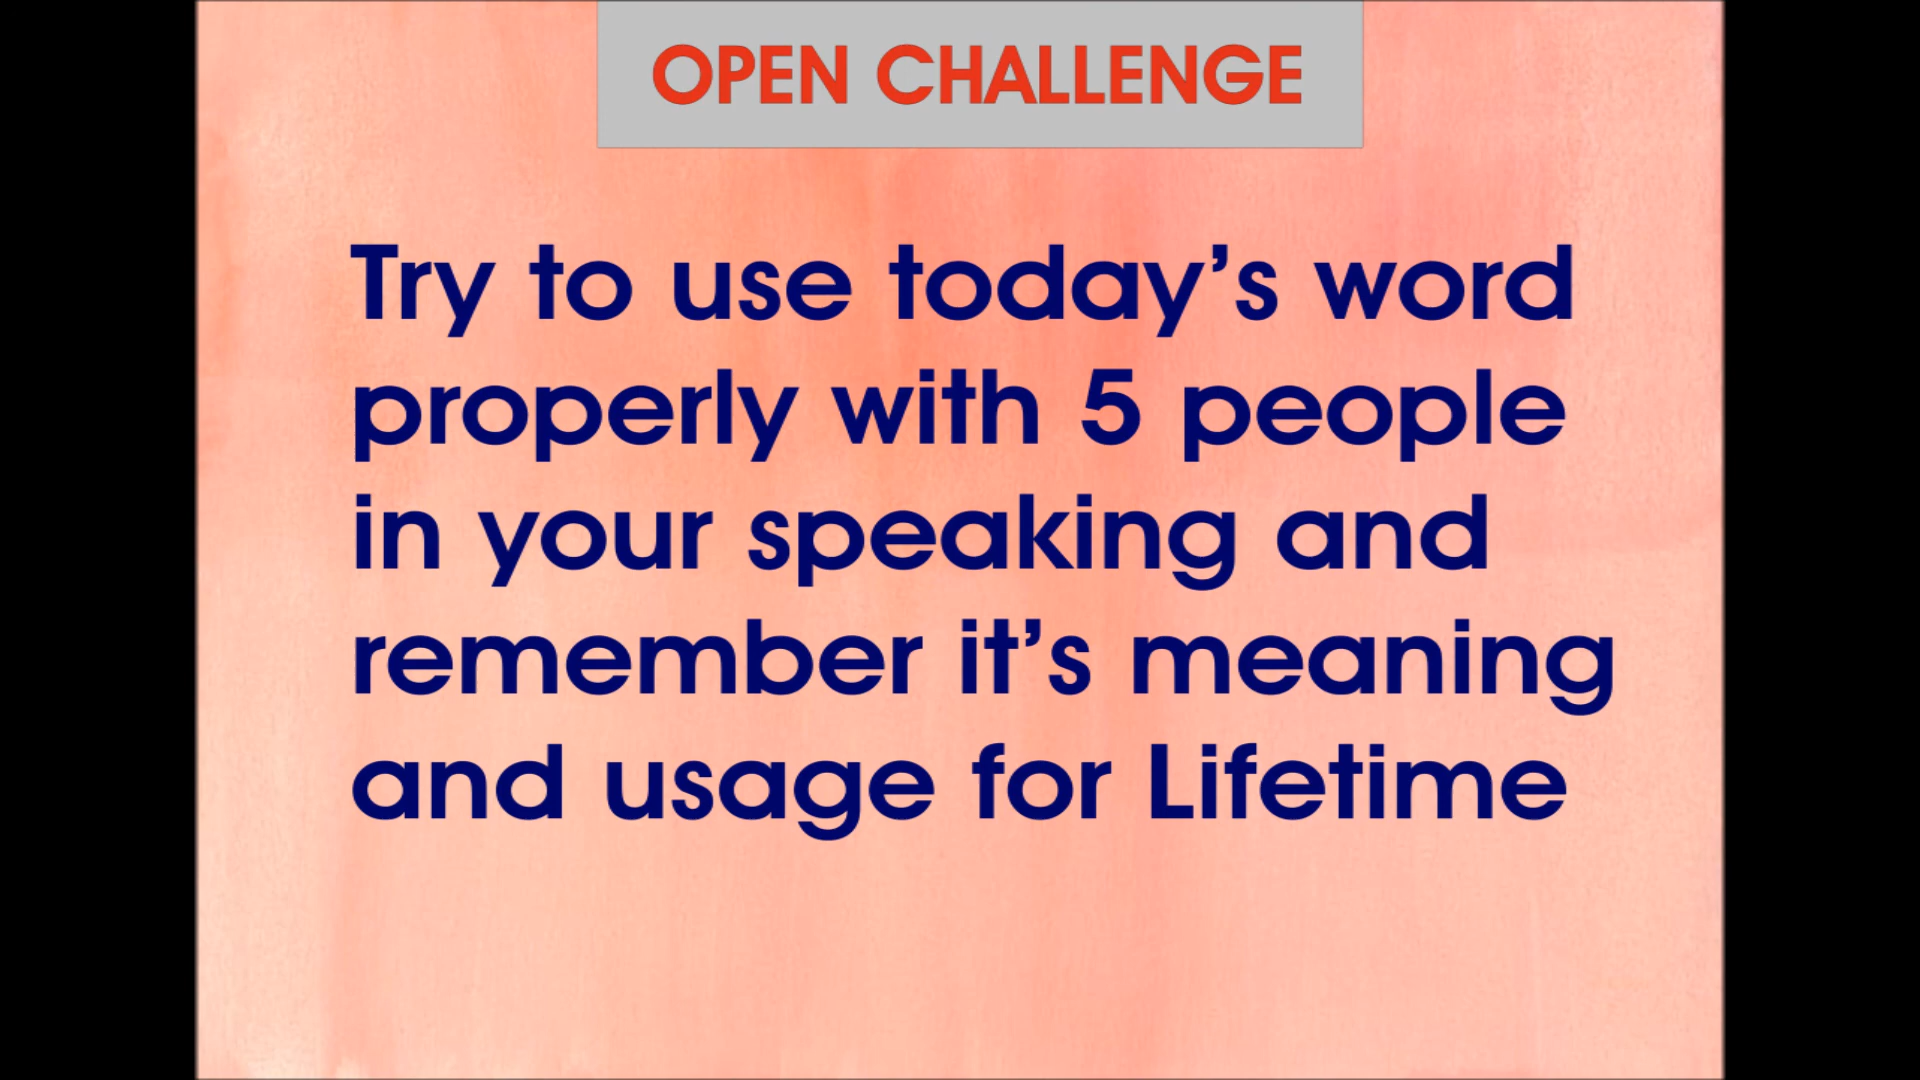 OPEN CHALLENGE
Try to use today’s word
properly with 5 people
in your speaking and
remember it’s meaning
and usage for Lifetime